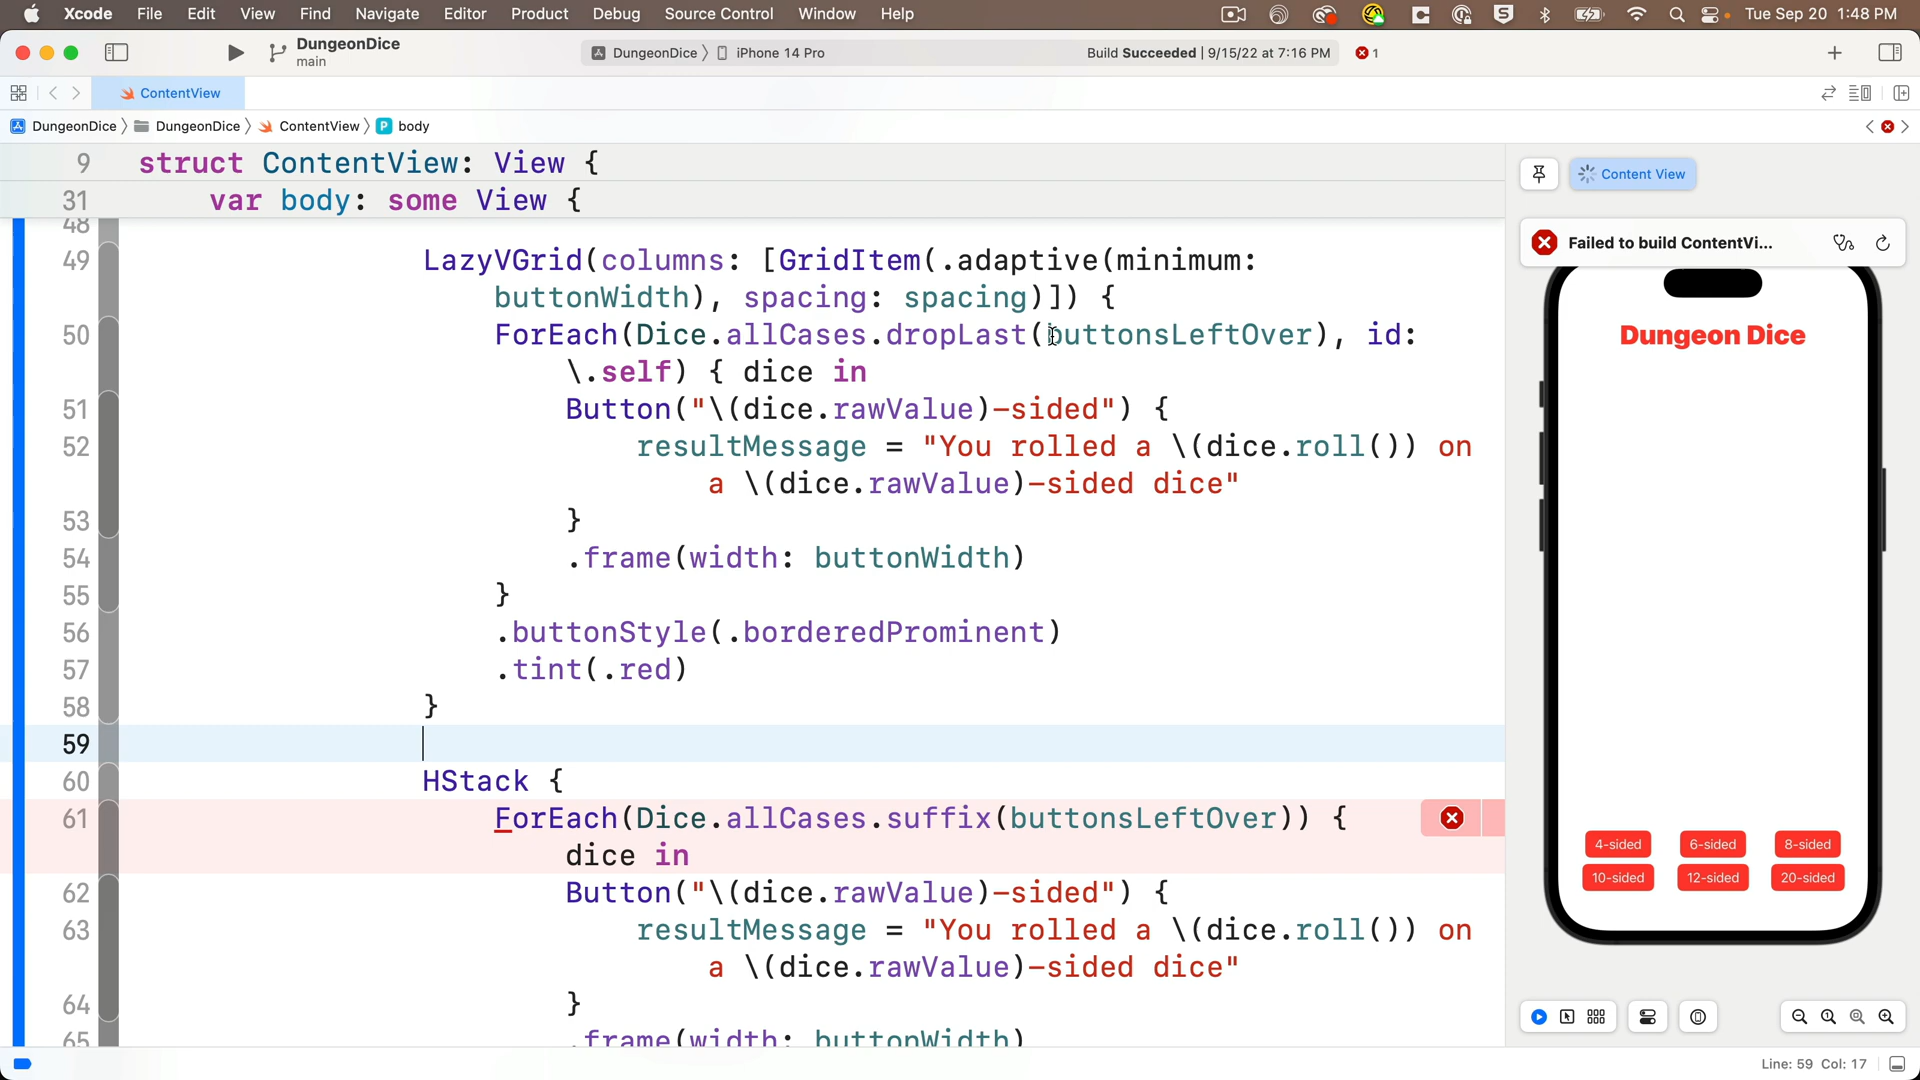 Xcode File Edit View Find Navigate Editor Product Debug Source Control Window Help Tue Sep 20 1:48 PM
DungeonDice
main
DungeonDice iPhone 14 Pro Build Succeeded | 9/15/22 at 7:16 PM 1
ContentView
DungeonDice DungeonDice ContentView P body
9 struct ContentView: View {
31 var body: some View {
48
49 LazyVGrid(columns: [GridItem(.adaptive(minimum:
buttonWidth), spacing: spacing)]) {
50 ForEach(Dice.allCases.dropLast(buttonsLeftOver), id:
\.self) { dice in
51 Button("\(dice.rawValue)-sided") {
52 resultMessage = "You rolled a \(dice.roll()) on
a \(dice.rawValue)-sided dice"
53 }
54 .frame(width: buttonWidth)
55 }
56 .buttonStyle(.borderedProminent)
57 .tint(.red)
58 }
59
60 HStack {
61 ForEach(Dice.allCases.suffix(buttonsLeftOver)) {
dice in
62 Button("\(dice.rawValue)-sided") {
63 resultMessage = "You rolled a \(dice.roll()) on
a \(dice.rawValue)-sided dice"
64 }
65 .frame(width: buttonWidth)
Content View
Failed to build ContentVi...
Dungeon Dice
4-sided 6-sided 8-sided
10-sided 12-sided 20-sided
Line: 59 Col: 17